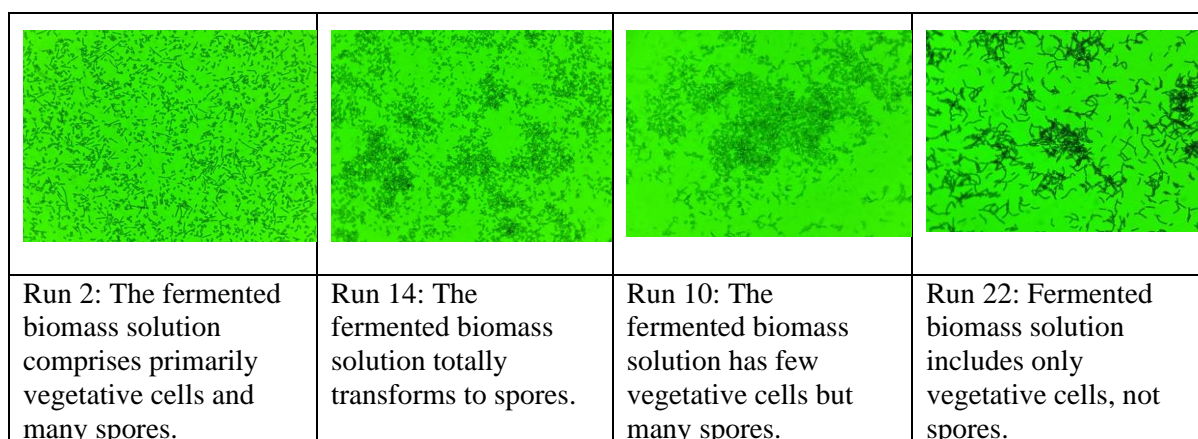 Run 2: The fermented
biomass solution
comprises primarily
vegetative cells and
many spores.
Run 14: The
fermented biomass
solution totally
transforms to spores.
Run 10: The
fermented biomass
solution has few
vegetative cells but
many spores.
Run 22: Fermented
biomass solution
includes only
vegetative cells, not
spores.